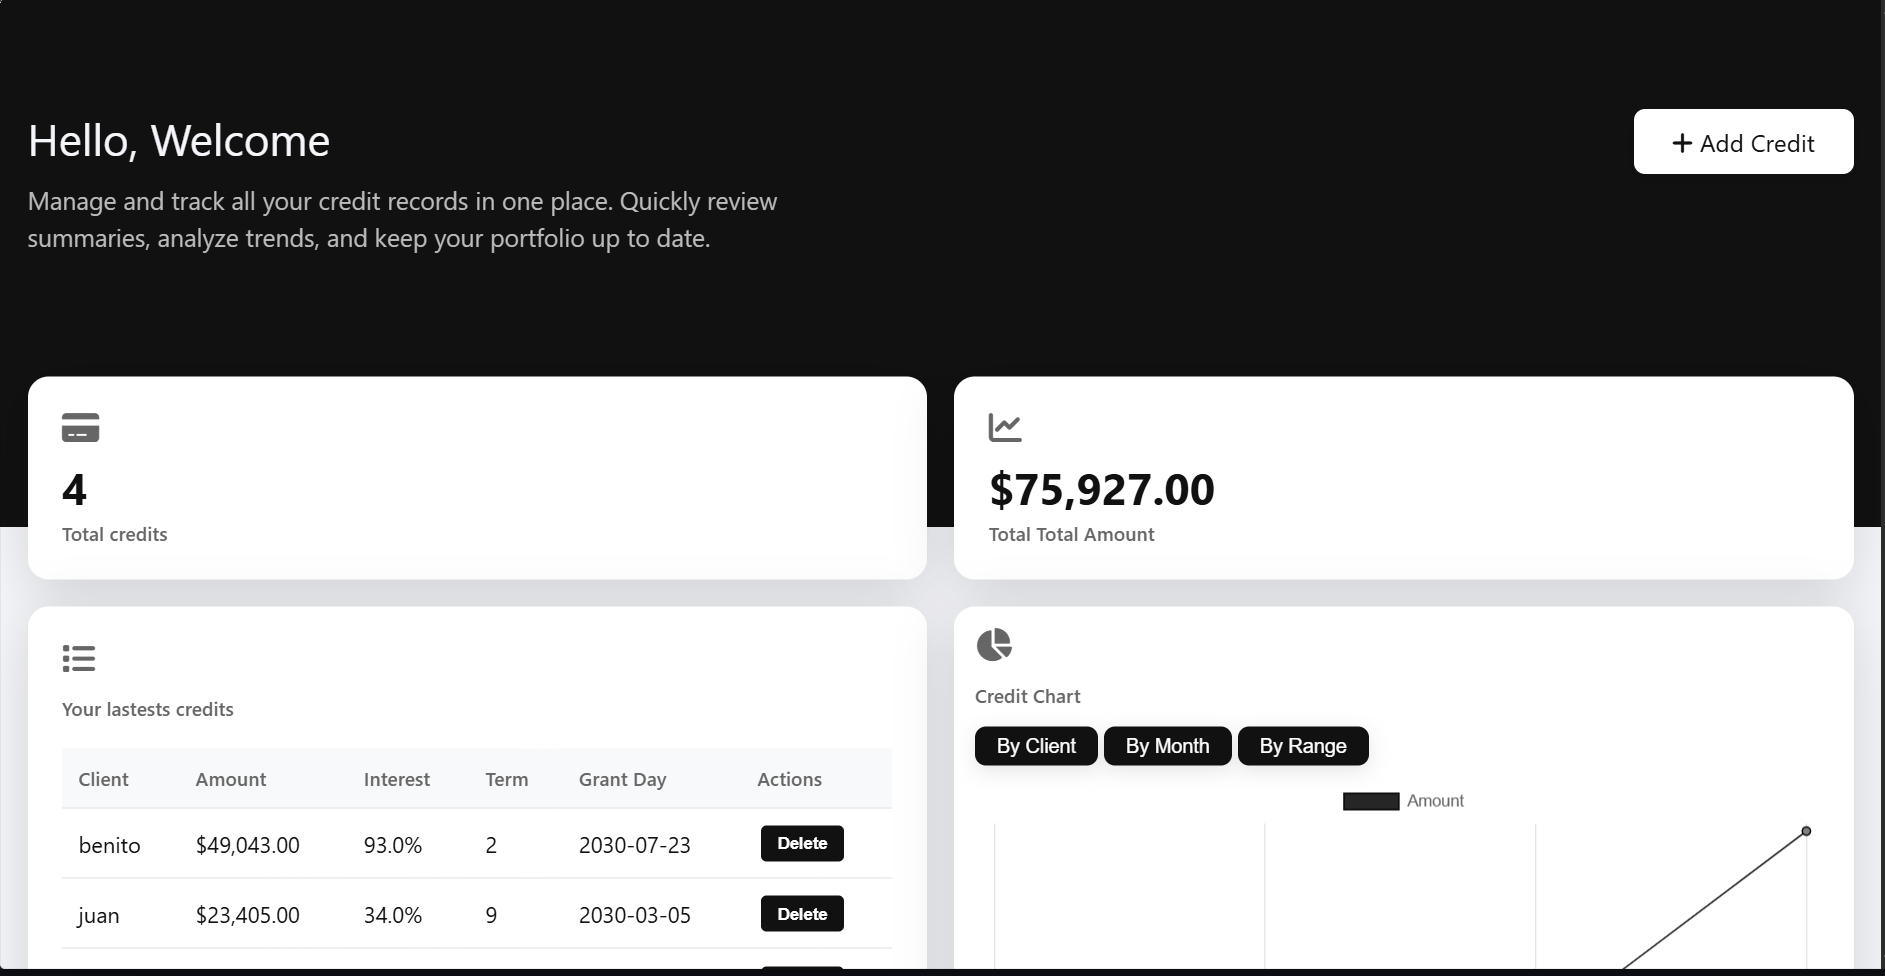 Hello, Welcome
Add Credit
Manage and track all your credit records in one place. Quickly review
summaries, analyze trends, and keep your portfolio up to date.
4
Total credits
$75,927.00
Total Total Amount
Your lastests credits
Client Amount Interest Term Grant Day Actions
benito $49,043.00 93.0% 2 2030-07-23 Delete
juan $23,405.00 34.0% 9 2030-03-05 Delete
Credit Chart
By Client By Month By Range
Amount